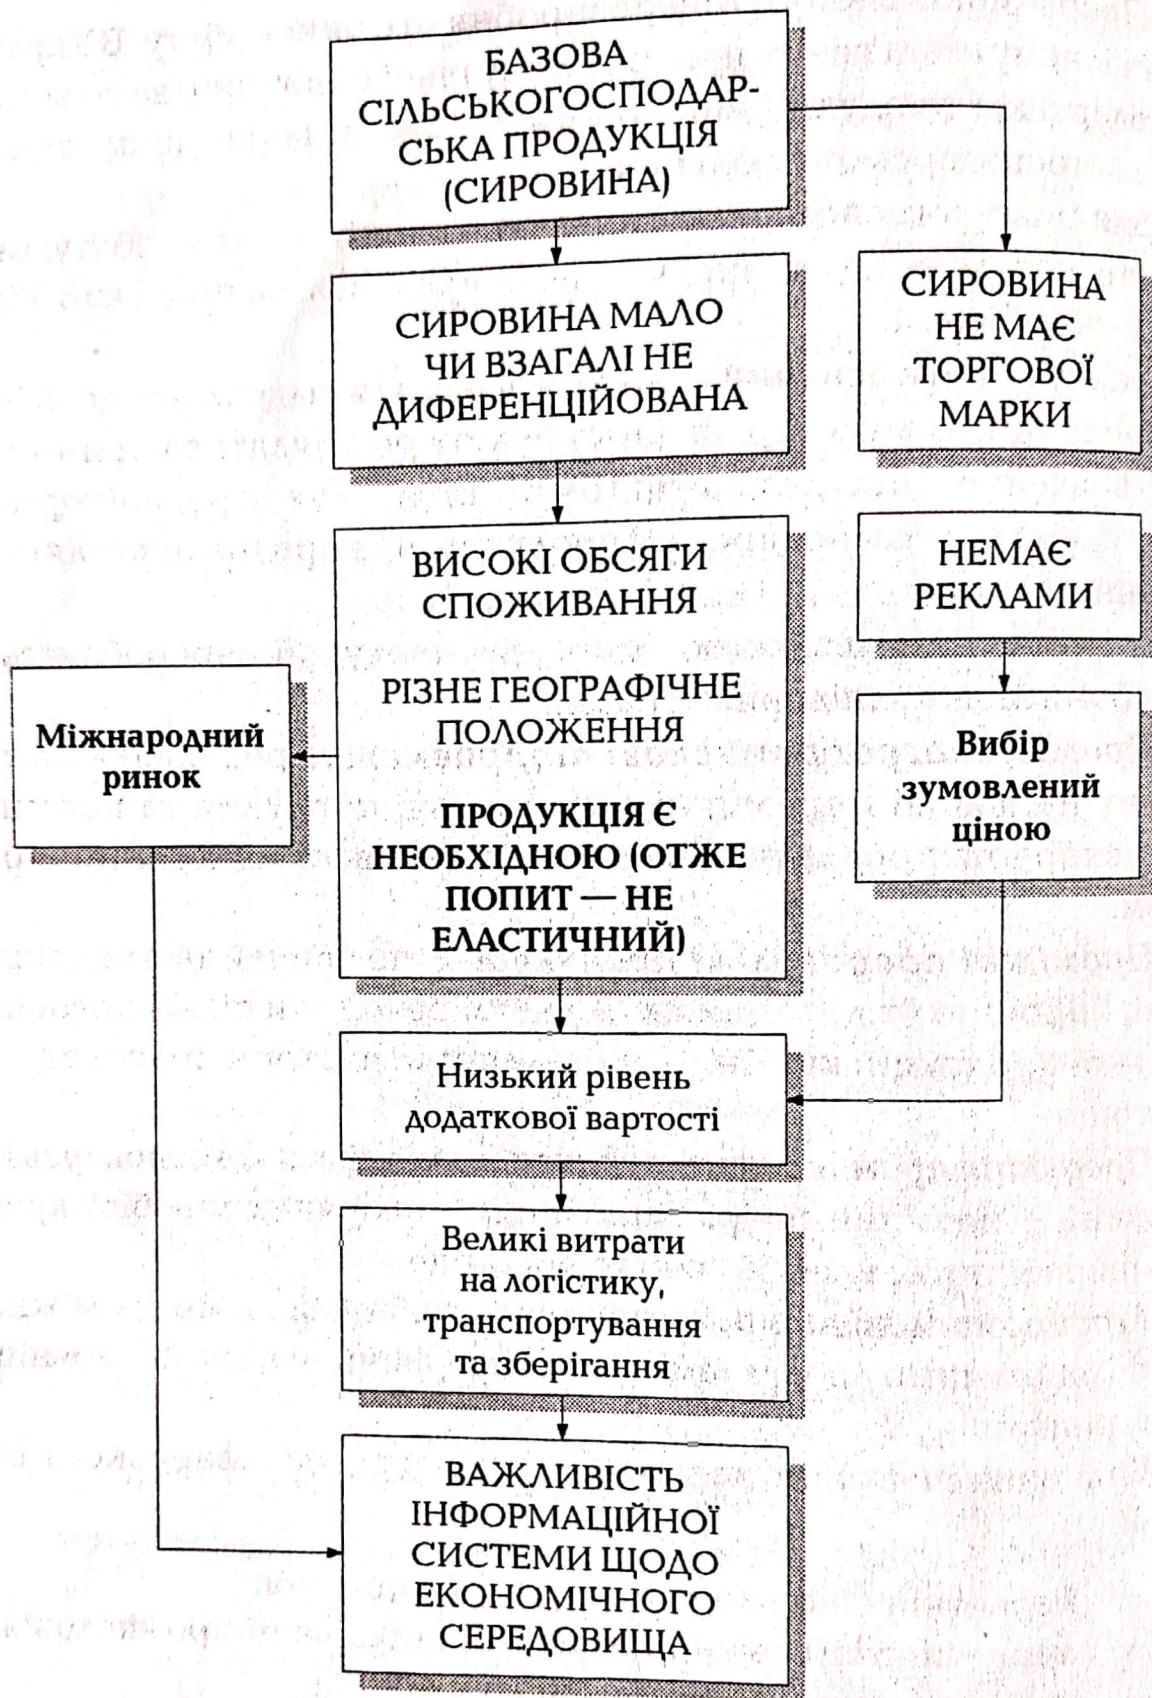 БАЗОВА
СІЛЬСЬКОГОСПОДАР-
СЬКА ПРОДУКЦІЯ
(СИРОВИНА)
СИРОВИНА МАЛО
ЧИ ВЗАГАЛІ НЕ
ДИФЕРЕНЦІЙОВАНА
СИРОВИНА
НЕ МАЄ
ТОРГОВОЇ
МАРКИ
ВИСОКІ ОБСЯГИ
СПОЖИВАННЯ
РІЗНЕ ГЕОГРАФІЧНЕ
ПОЛОЖЕННЯ
ПРОДУКЦІЯ Є
НЕОБХІДНОЮ (ОТЖЕ
ПОПИТ — НЕ
ЕЛАСТИЧНИЙ)
НЕМАЄ
РЕКЛАМИ
Міжнародний
ринок
Вибір
зумовлений
ціною
Низький рівень
додаткової вартості
Великі витрати
на логістику,
транспортування
та зберігання
ВАЖЛИВІСТЬ
ІНФОРМАЦІЙНОЇ
СИСТЕМИ ЩОДО
ЕКОНОМІЧНОГО
СЕРЕДОВИЩА